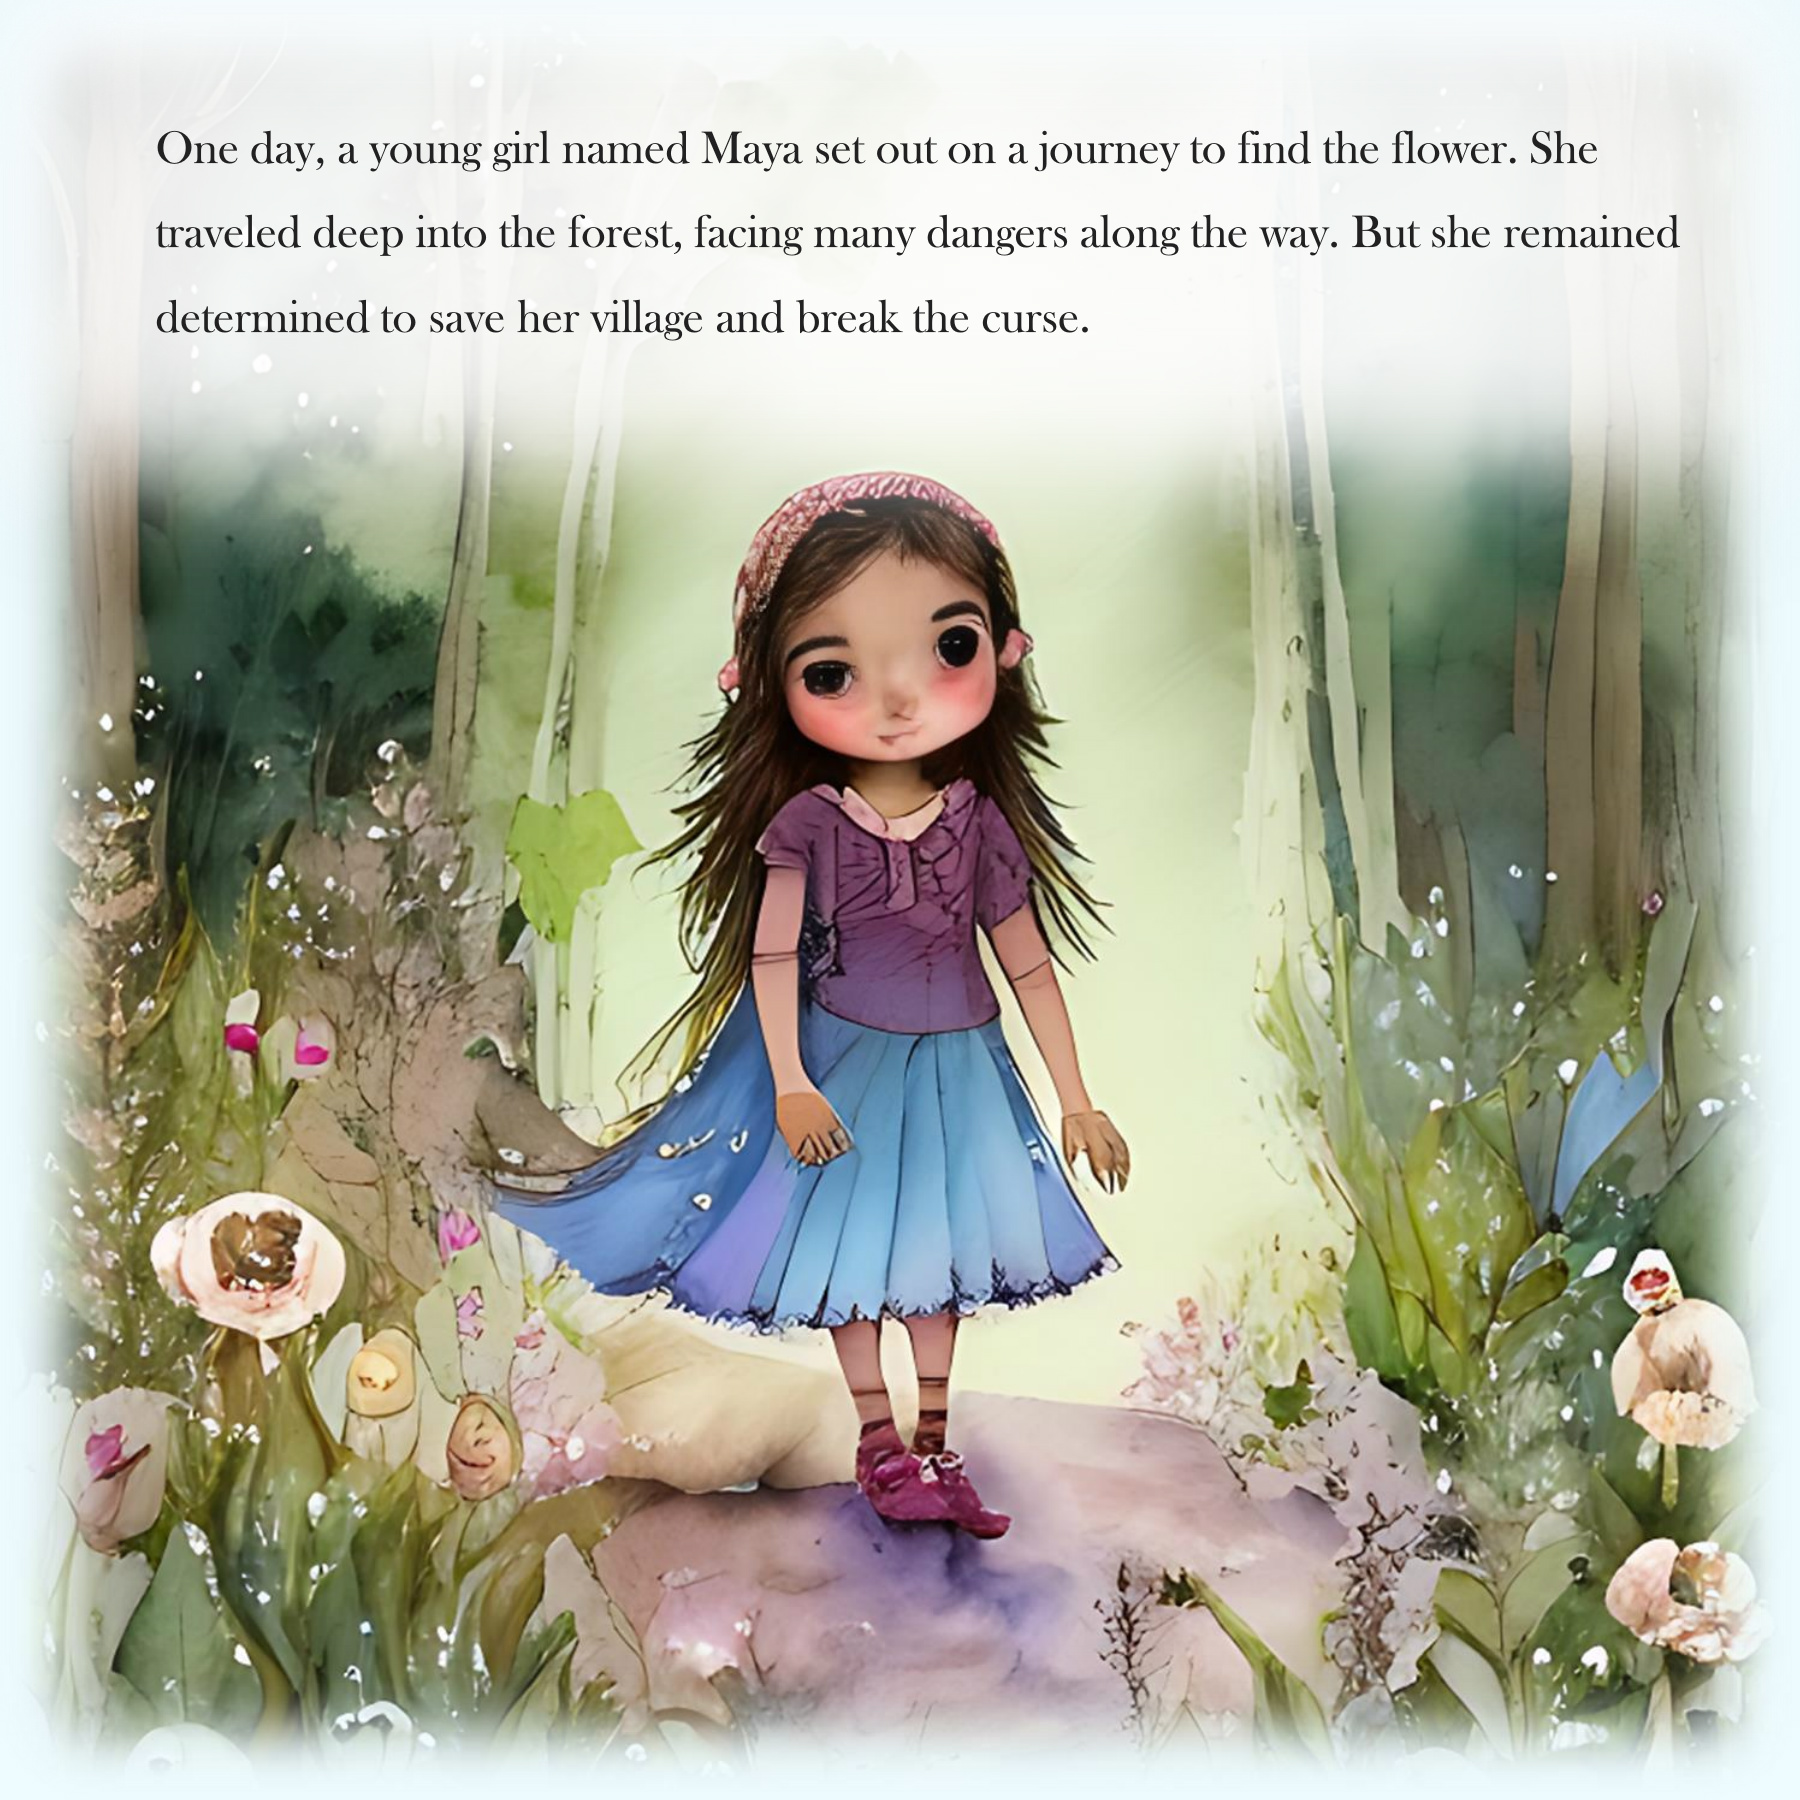 One day, a young girl named Maya set out on a journey to find the flower. She
traveled deep into the forest, facing many dangers along the way. But she remained
determined to save her village and break the curse.